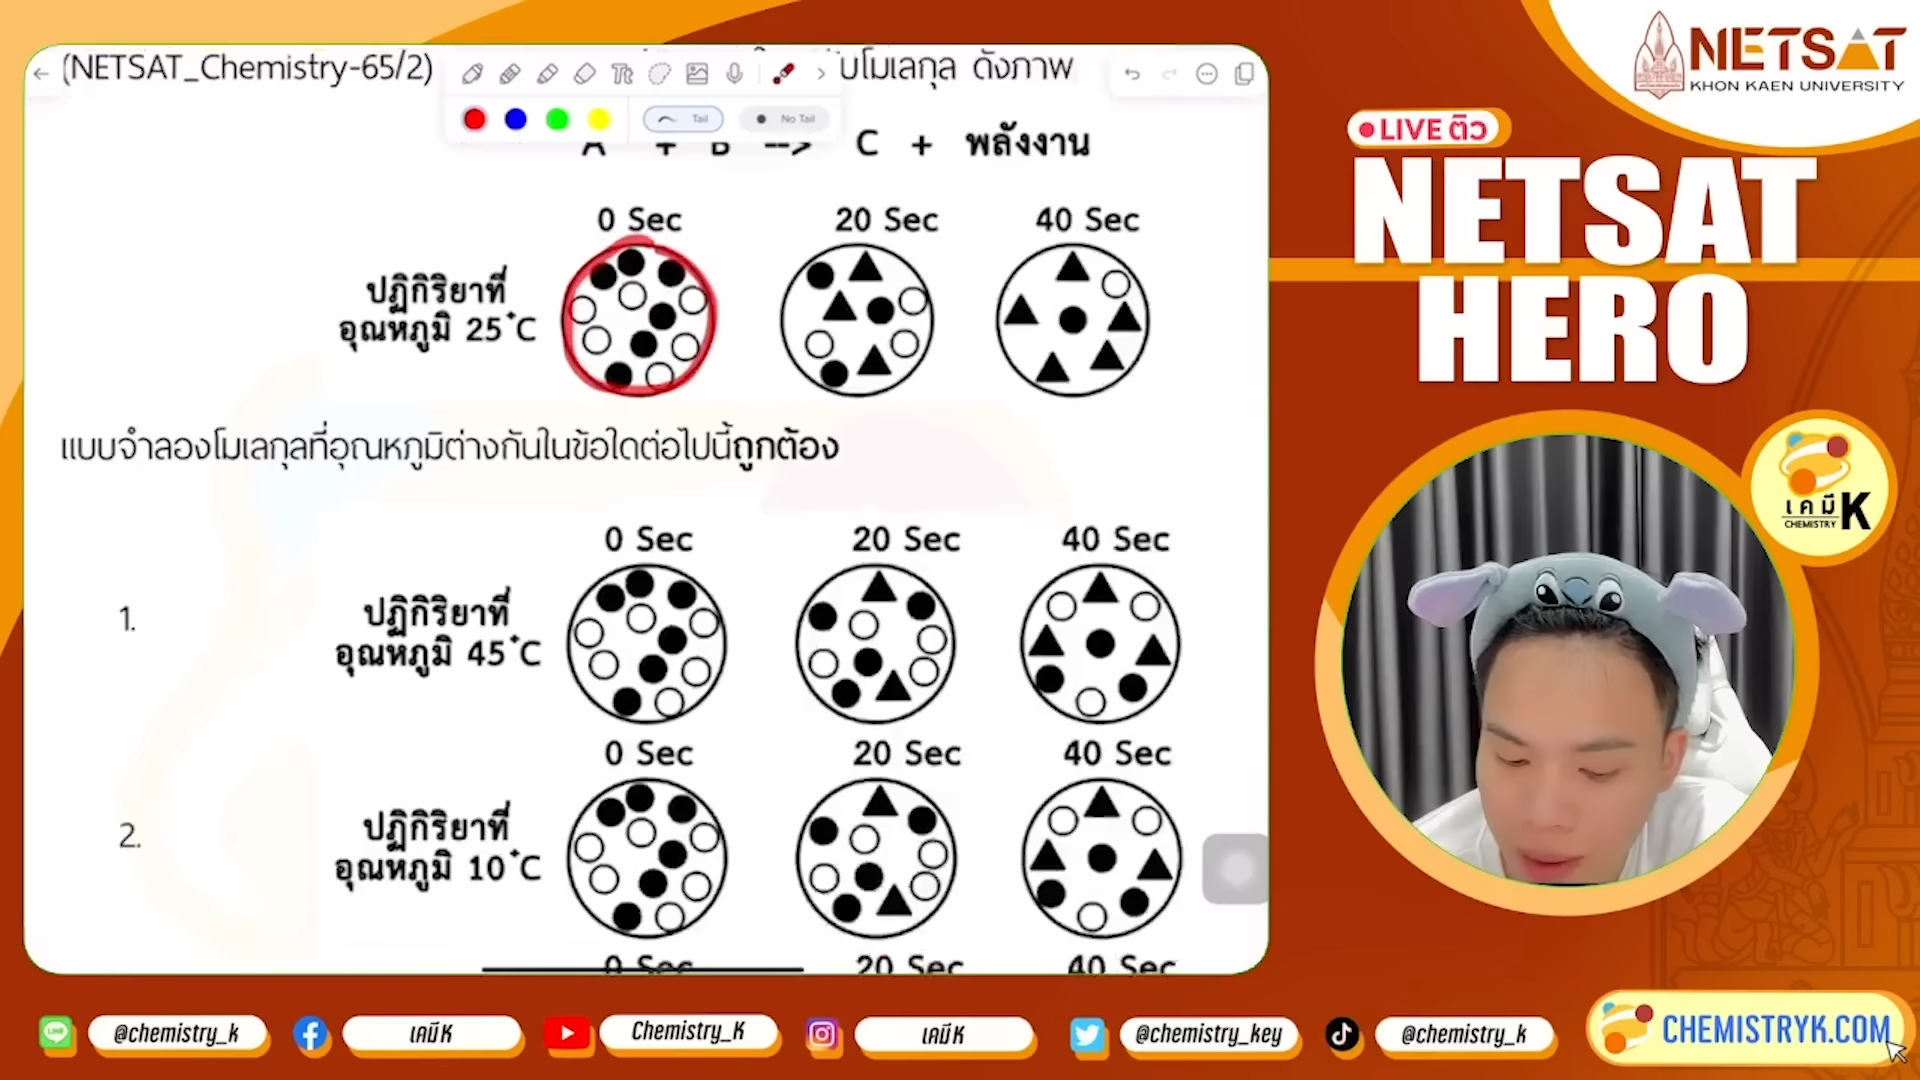 (NETSAT_Chemistry-65/2)
บโมเลกุล ดังภาพ
Tail
No Tail
A + B --> C + พลังงาน
0 Sec 20 Sec 40 Sec
ปฏิกิริยาที่
อุณหภูมิ 25°C
แบบจำลองโมเลกุลที่อุณหภูมิต่างกันในข้อใดต่อไปนี้ถูกต้อง
0 Sec 20 Sec 40 Sec
1.
ปฏิกิริยาที่
อุณหภูมิ 45°C
0 Sec 20 Sec 40 Sec
2.
ปฏิกิริยาที่
อุณหภูมิ 10°C
0 Sec 20 Sec 40 Sec
NETSAT
KHON KAEN UNIVERSITY
LIVE ติว
NETSAT
HERO
เคมี K
CHEMISTRY
@chemistry_k
เคมี K
Chemistry_K
เคมี K
@chemistry_key
@chemistry_k
CHEMISTRYK.COM